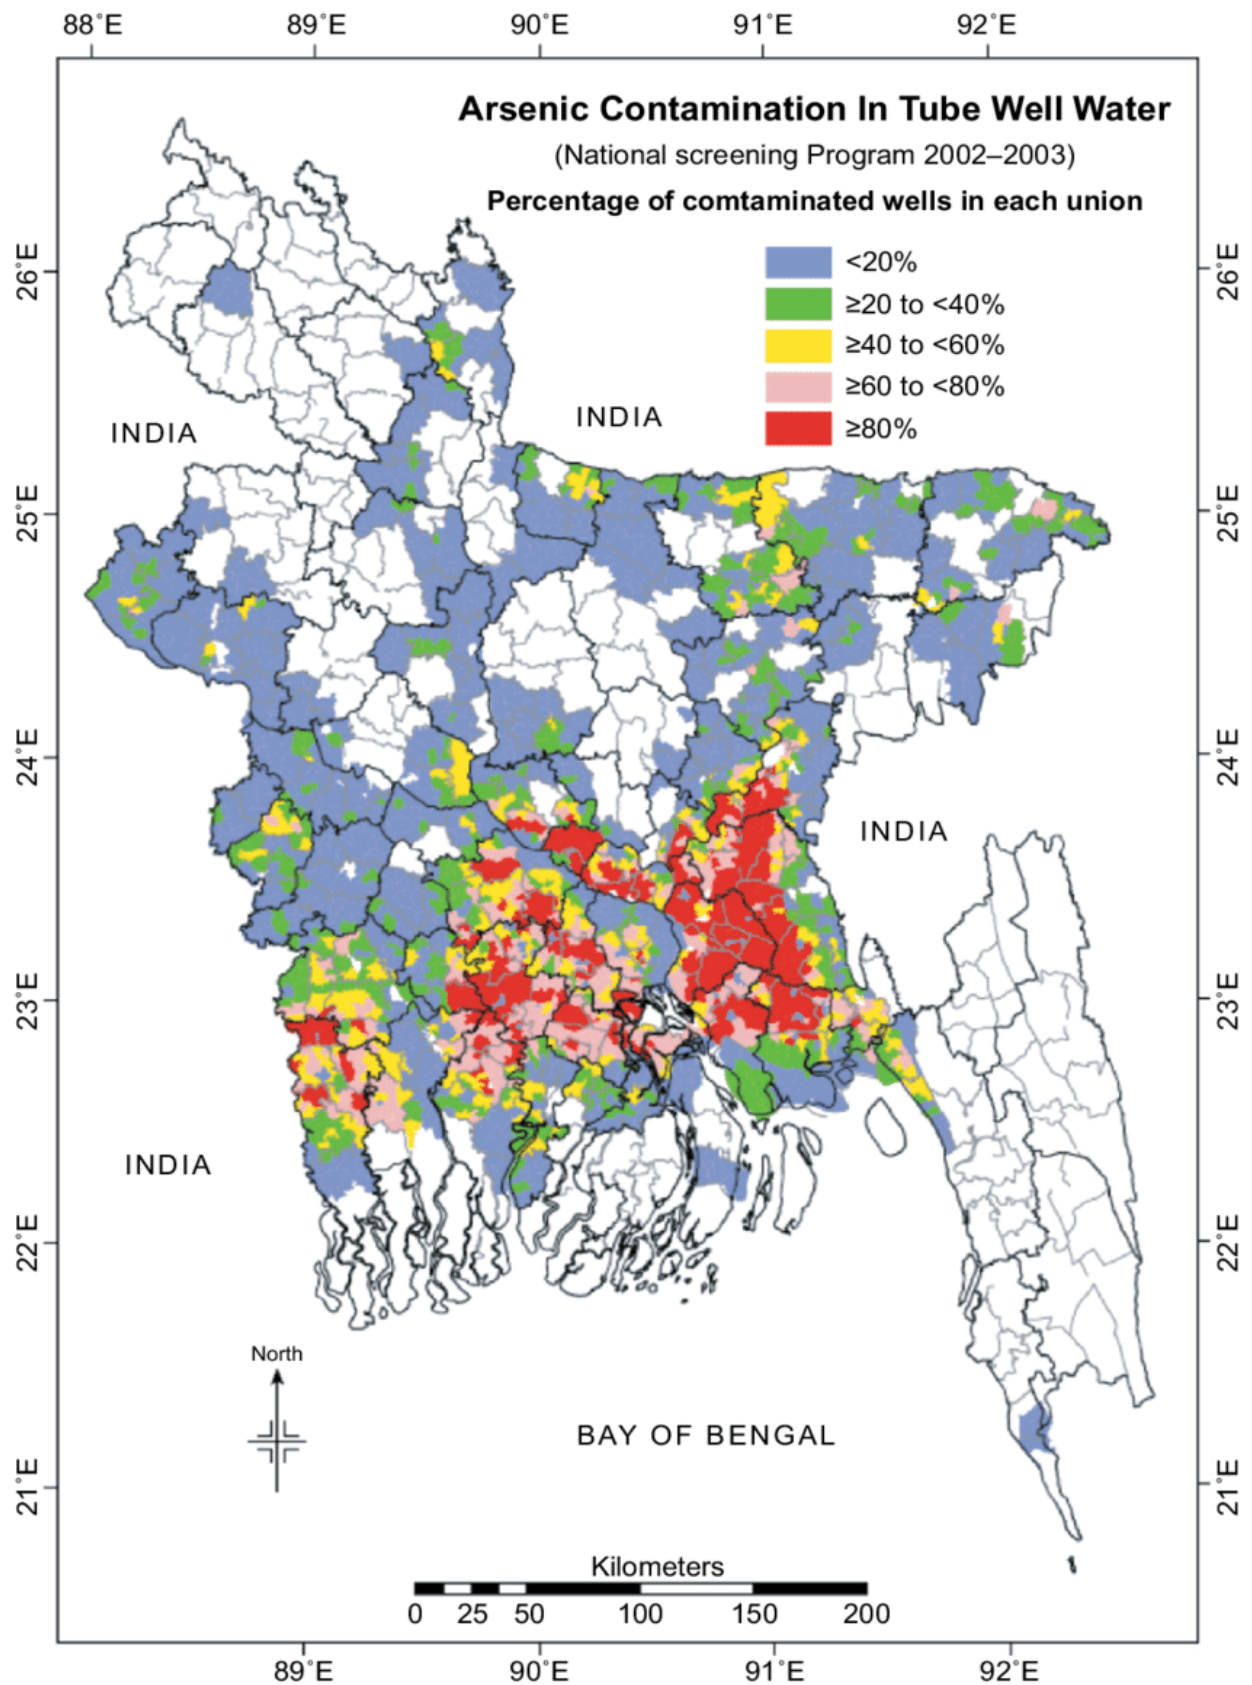 88°E 89°E 90°E 91°E 92°E
Arsenic Contamination In Tube Well Water
(National screening Program 2002–2003)
Percentage of comtaminated wells in each union
<20%
≥20 to <40%
≥40 to <60%
≥60 to <80%
≥80%
26°E 26°E
INDIA INDIA
25°E 25°E
24°E 24°E
INDIA
23°E 23°E
INDIA
22°E 22°E
North
BAY OF BENGAL
21°E 21°E
Kilometers
0 25 50 100 150 200
89°E 90°E 91°E 92°E